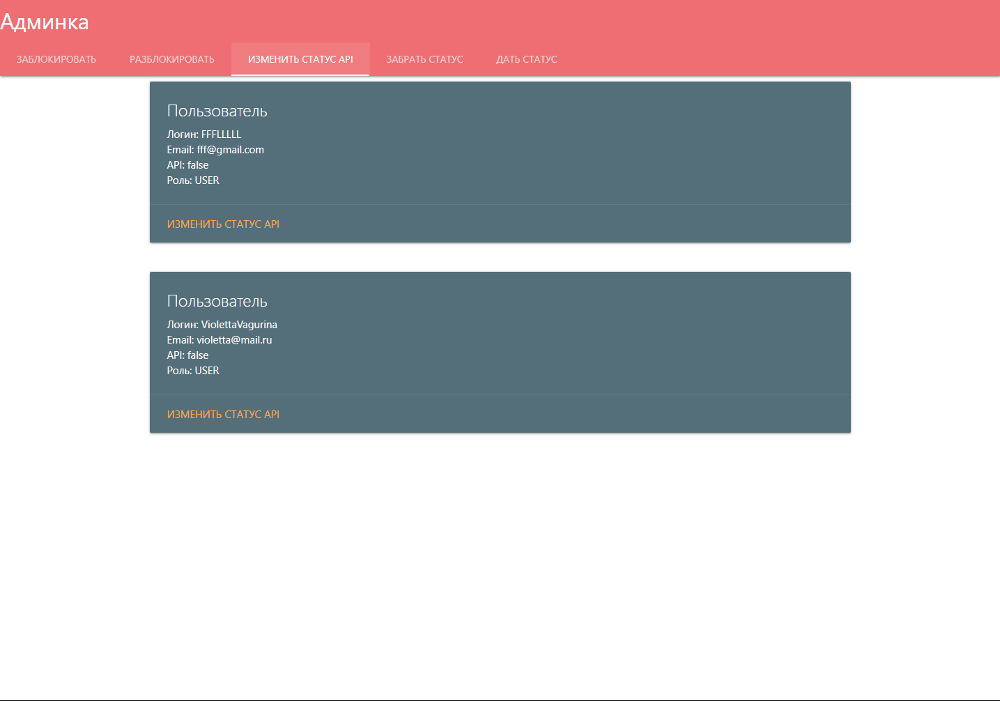 Админка
ЗАБЛОКИРОВАТЬ РАЗБЛОКИРОВАТЬ ИЗМЕНИТЬ СТАТУС API ЗАБРАТЬ СТАТУС ДАТЬ СТАТУС
Пользователь
Логин: FFFLLLLL
Email: fff@gmail.com
API: false
Роль: USER
ИЗМЕНИТЬ СТАТУС API
Пользователь
Логин: ViolettaVagurina
Email: violetta@mail.ru
API: false
Роль: USER
ИЗМЕНИТЬ СТАТУС API